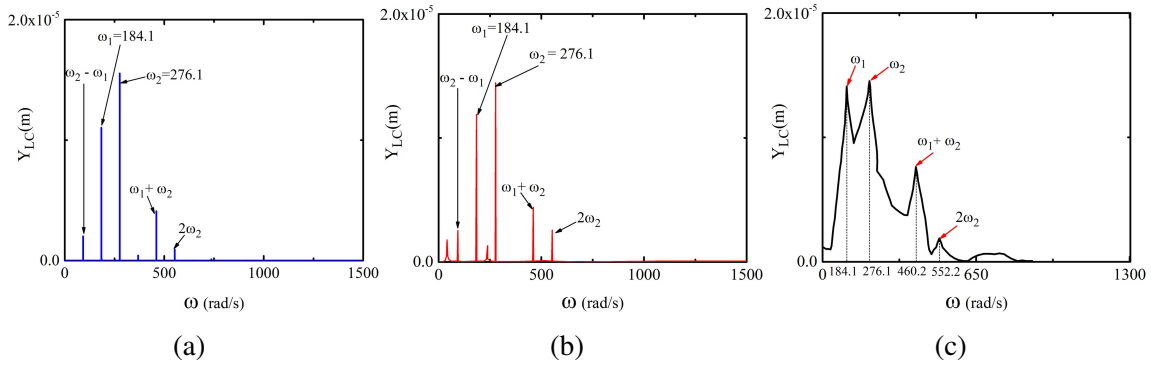 2.0x10⁻⁵
Y_LC(m)
0.0
ω₂ - ω₁
ω₁=184.1
ω₂=276.1
ω₁+ ω₂
2ω₂
0.0
500
1000
1500
ω (rad/s)
(a)
2.0x10⁻⁵
Y_LC(m)
0.0
ω₂ - ω₁
ω₁=184.1
ω₂ = 276.1
ω₁+ ω₂
2ω₂
0.0
500
1000
1500
ω (rad/s)
(b)
2.0x10⁻⁵
Y_LC(m)
0.0
ω₁
ω₂
ω₁+ ω₂
2ω₂
0
184.1
276.1
460.2
552.2
650
1300
ω (rad/s)
(c)